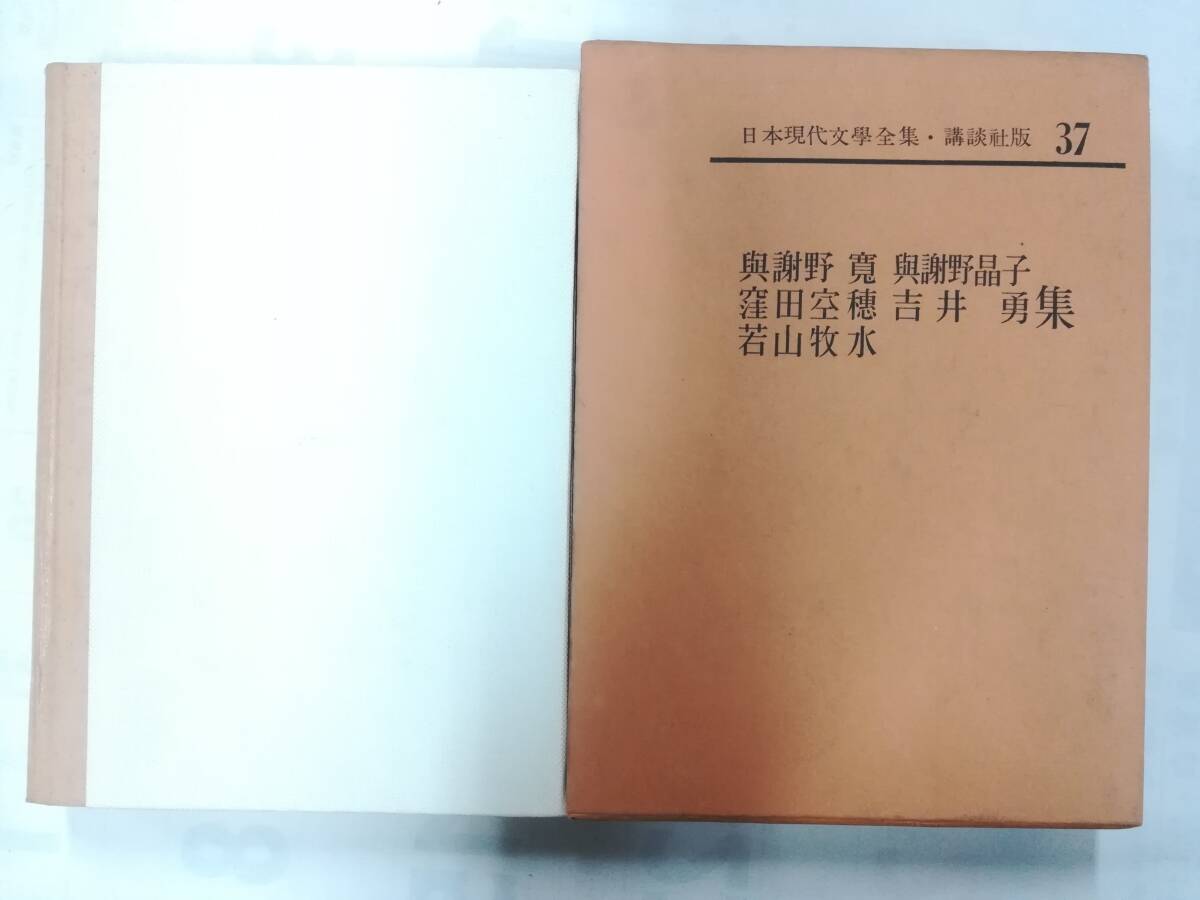 日本現代文學全集・講談社版 37
與謝野 寬 與謝野晶子
窪田空穗 吉井 勇 集
若山牧水